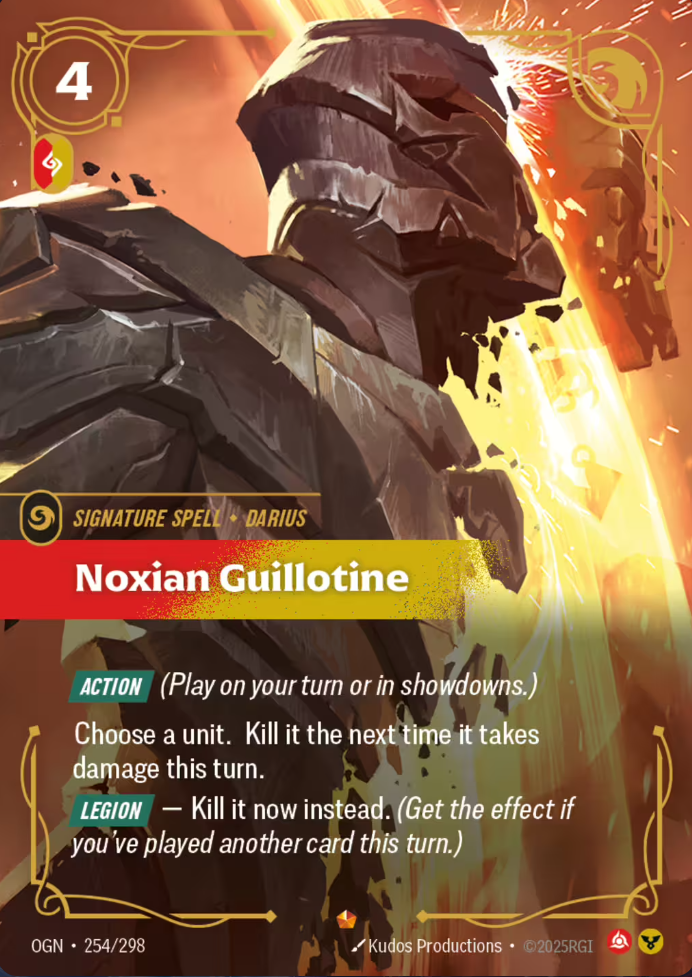 4
SIGNATURE SPELL • DARIUS
Noxian Guillotine
ACTION (Play on your turn or in showdowns.)
Choose a unit. Kill it the next time it takes
damage this turn.
LEGION — Kill it now instead. (Get the effect if
you've played another card this turn.)
OGN • 254/298
Kudos Productions • ©2025RGI